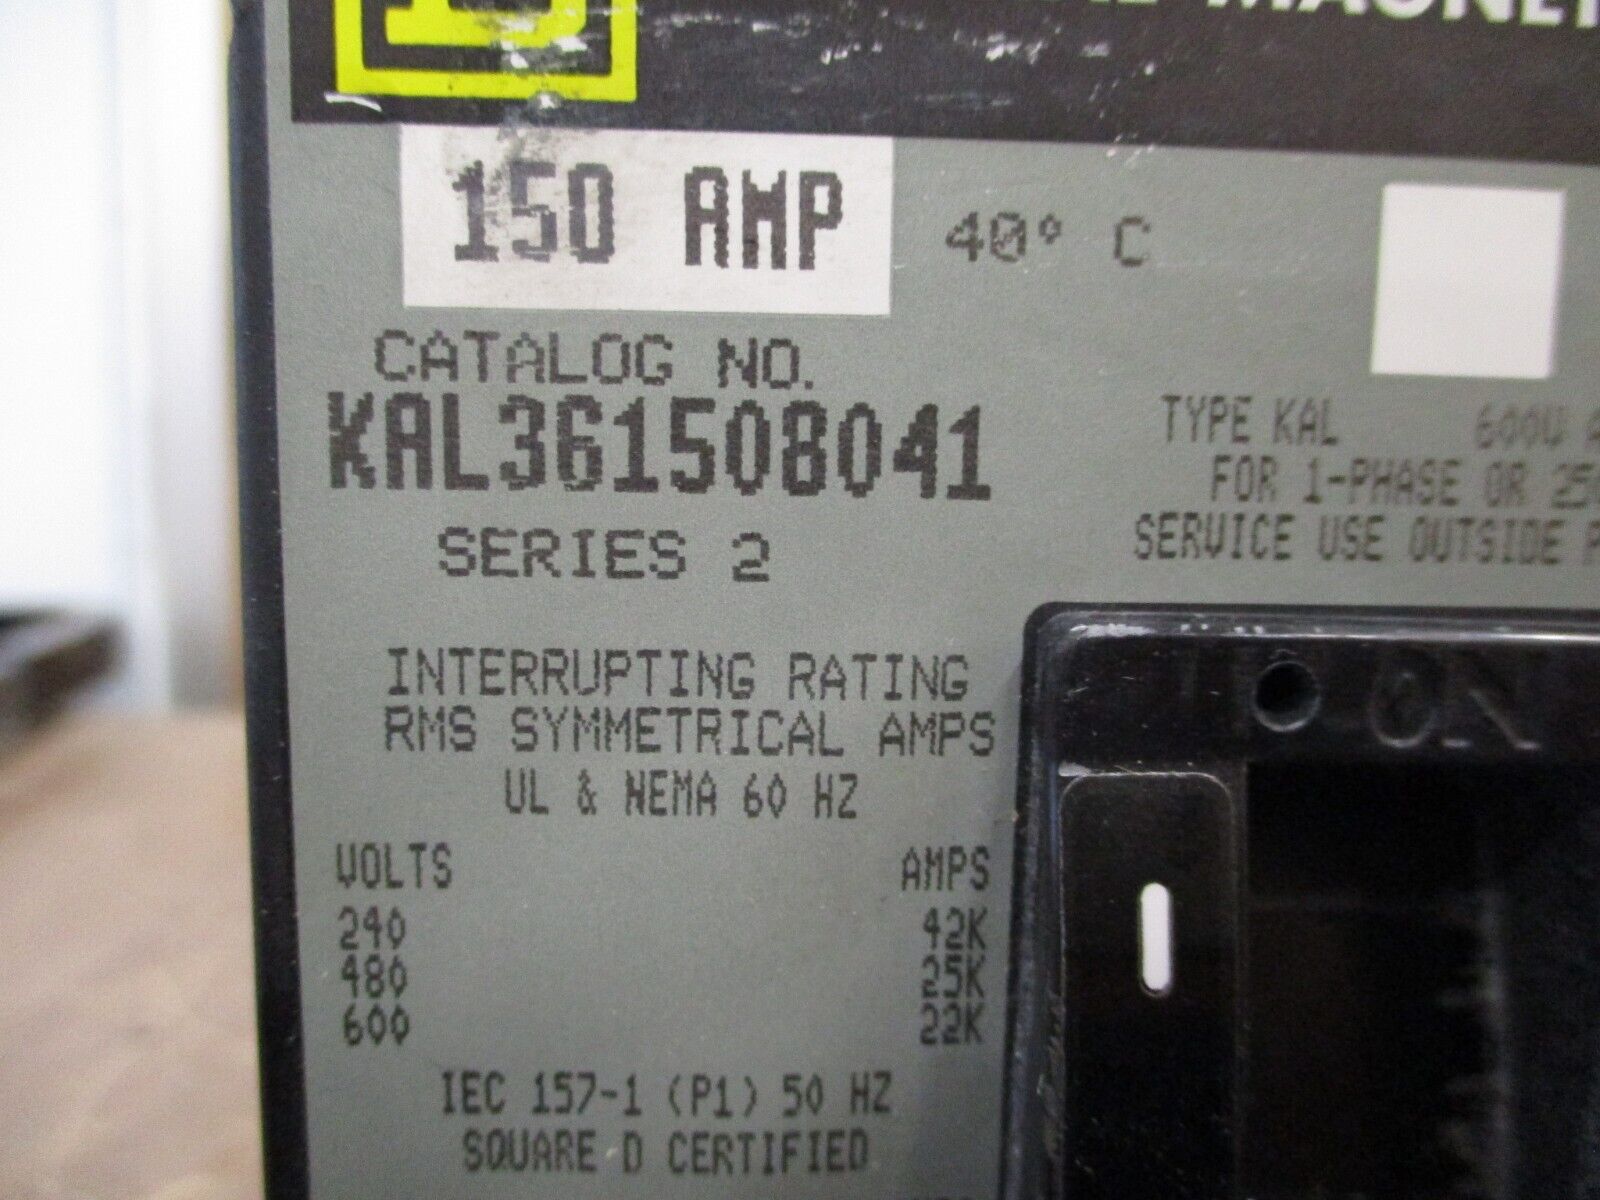 D
150 AMP
40° C
CATALOG NO.
KAL361508041
SERIES 2
TYPE KAL 600V
FOR 1-PHASE OR
SERVICE USE OUTSIDE
ON
INTERRUPTING RATING
RMS SYMMETRICAL AMPS
UL & NEMA 60 HZ
VOLTS AMPS
240 42K
480 25K
600 22K
IEC 157-1 (P1) 50 HZ
SQUARE D CERTIFIED